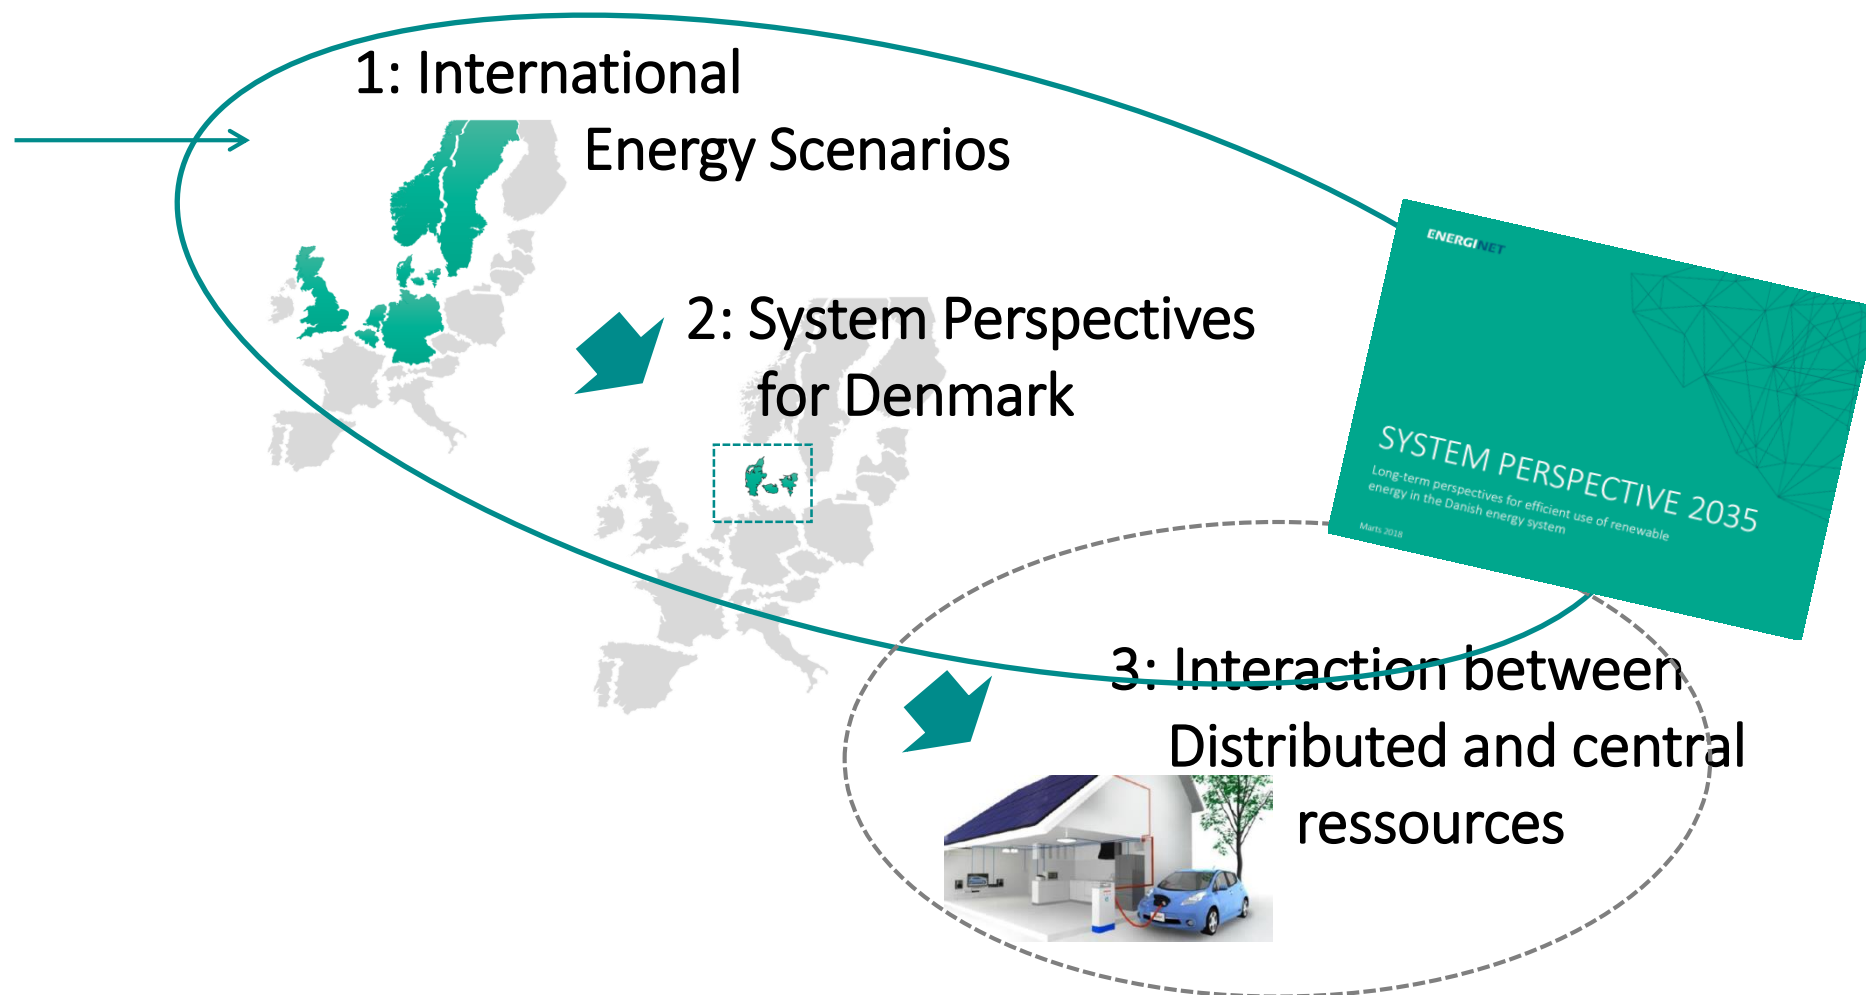 1: International
Energy Scenarios
2: System Perspectives
for Denmark
ENERGINET
SYSTEM PERSPECTIVE 2035
Long-term perspectives for efficient use of renewable
energy in the Danish energy system
Marts 2018
3: Interaction between
Distributed and central
ressources